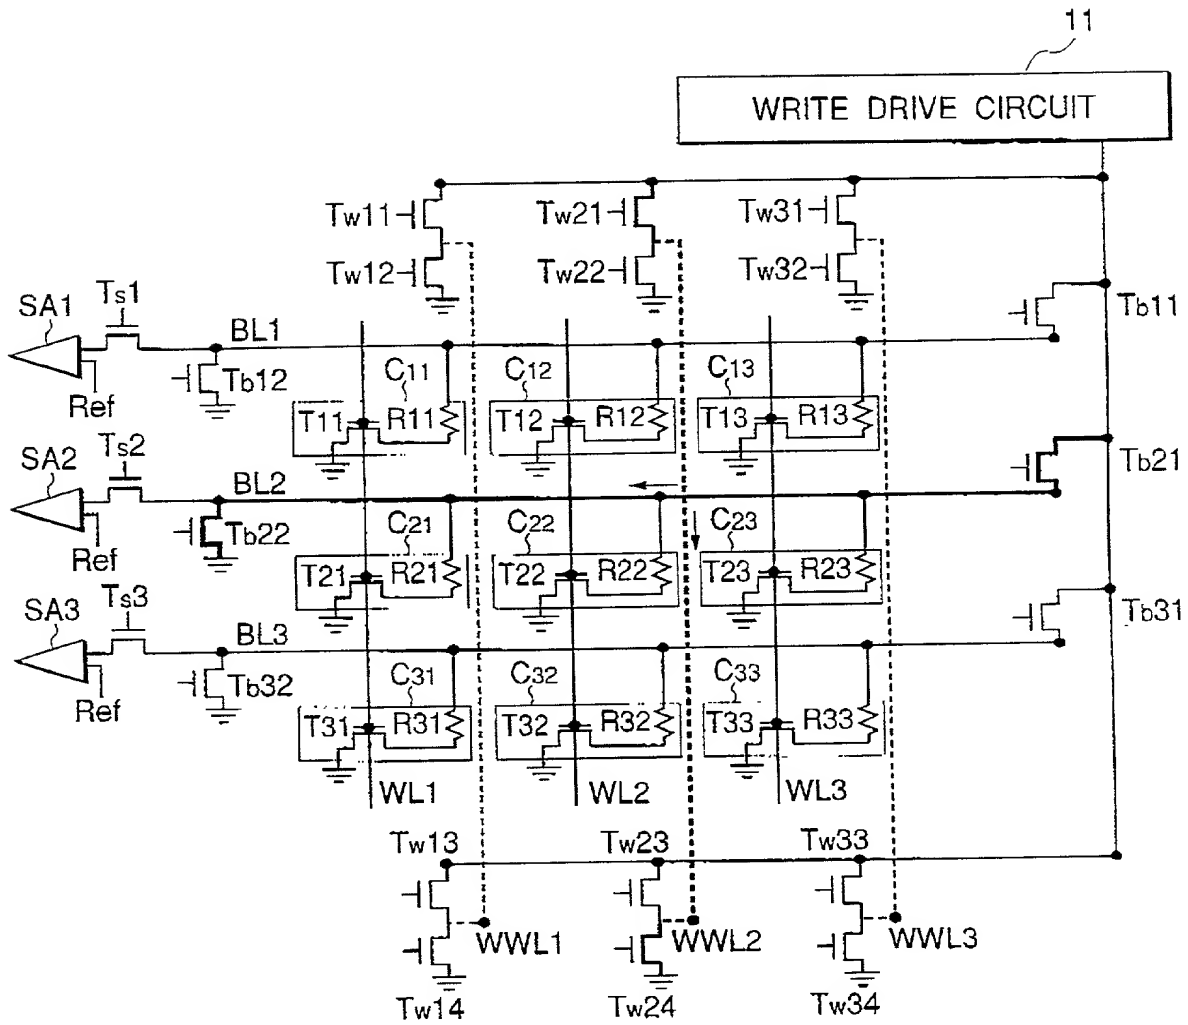 11
WRITE DRIVE CIRCUIT
Tw11 Tw21 Tw31
Tw12 Tw22 Tw32
SA1 Ts1 BL1 Tb11
Tb12 C11 C12 C13
Ref T11 R11 T12 R12 T13 R13
SA2 Ts2 BL2 Tb21
Tb22 C21 C22 C23
Ref T21 R21 T22 R22 T23 R23
SA3 Ts3 BL3 Tb31
Tb32 C31 C32 C33
Ref T31 R31 T32 R32 T33 R33
WL1 WL2 WL3
Tw13 Tw23 Tw33
WWL1 WWL2 WWL3
Tw14 Tw24 Tw34